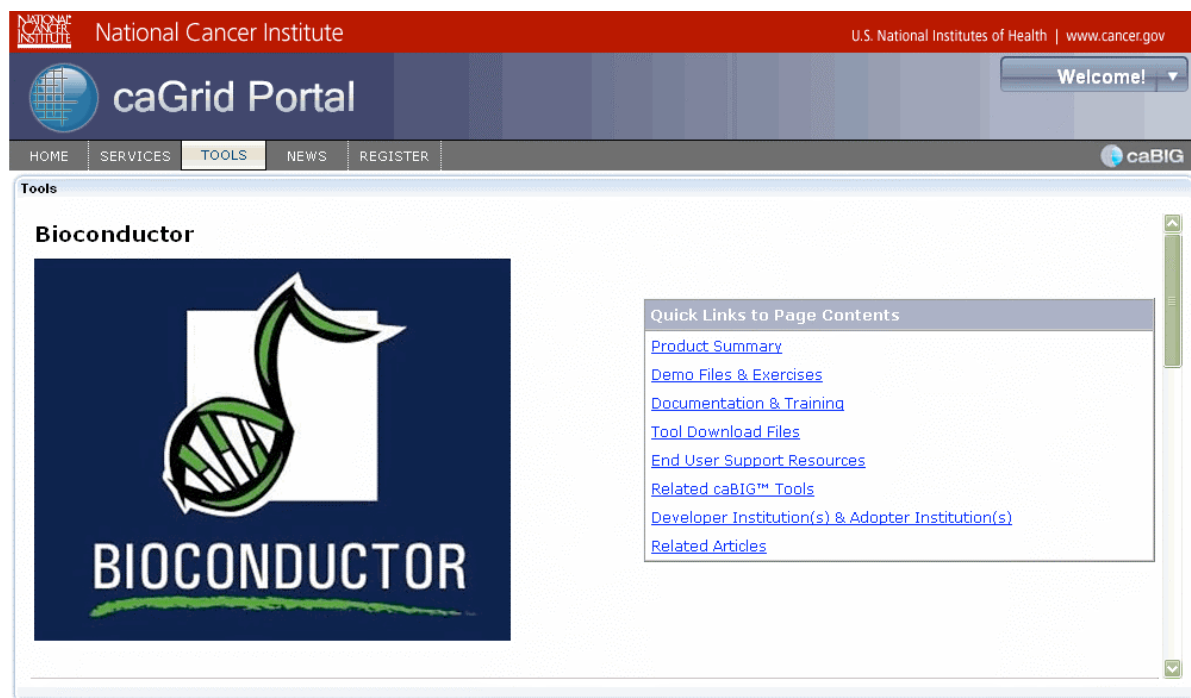 NATIONAL CANCER INSTITUTE
National Cancer Institute
U.S. National Institutes of Health | www.cancer.gov
caGrid Portal
Welcome!
HOME SERVICES TOOLS NEWS REGISTER
caBIG
Tools
Bioconductor
BIOCONDUCTOR
Quick Links to Page Contents
Product Summary
Demo Files & Exercises
Documentation & Training
Tool Download Files
End User Support Resources
Related caBIG™ Tools
Developer Institution(s) & Adopter Institution(s)
Related Articles